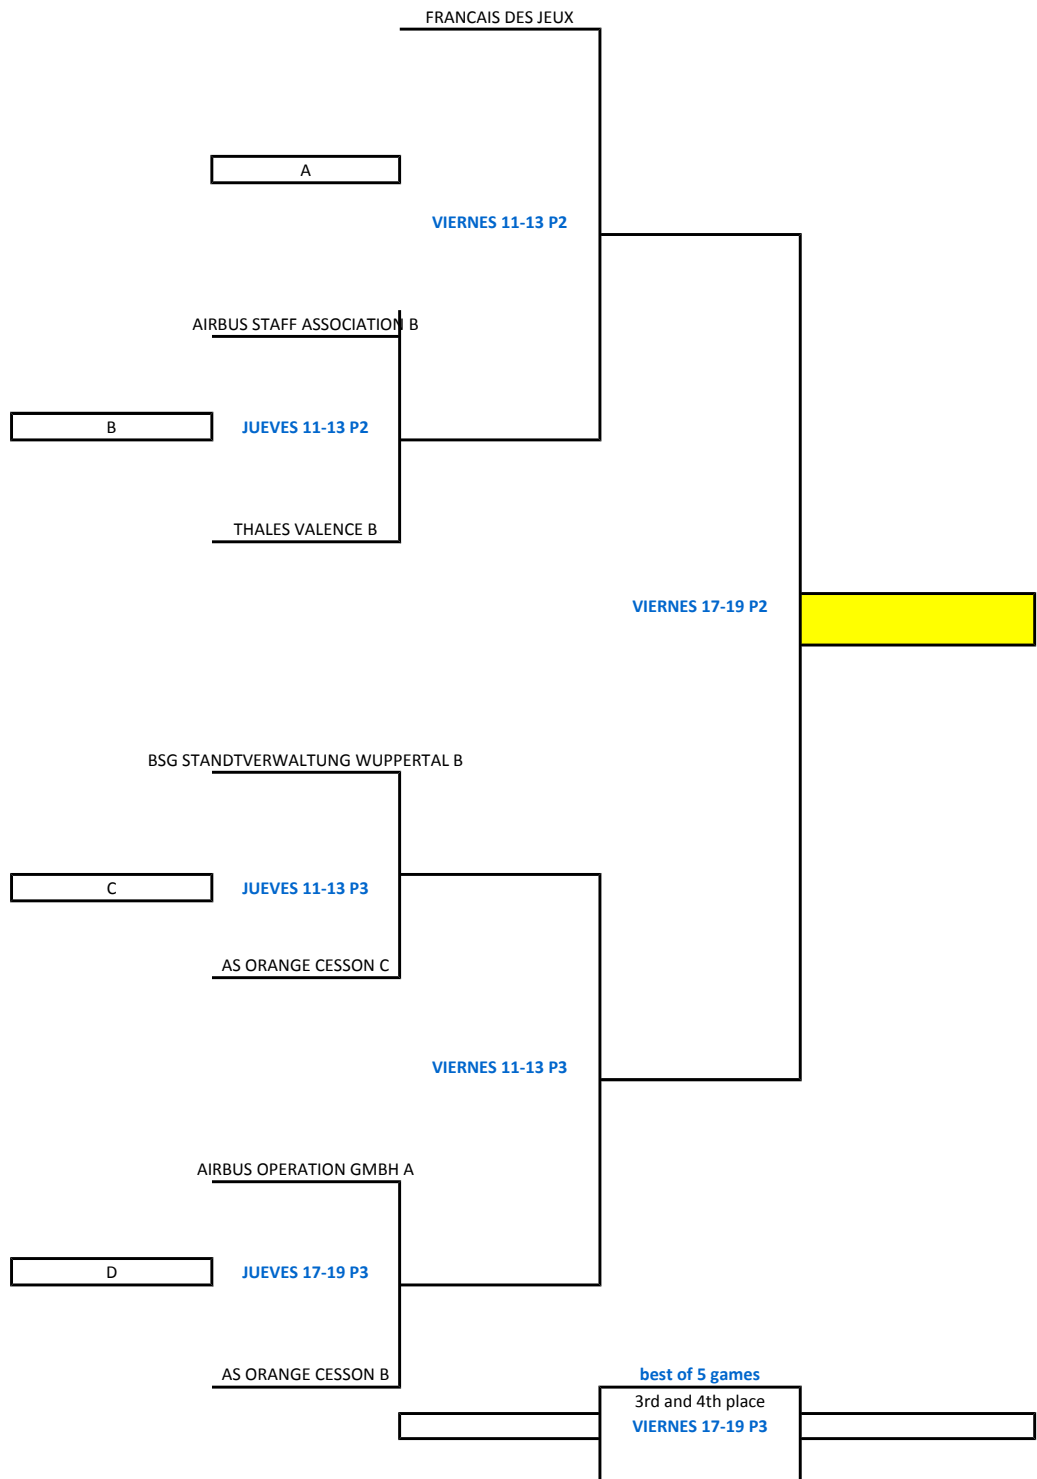 FRANCAIS DES JEUX
A
VIERNES 11-13 P2
AIRBUS STAFF ASSOCIATION B
B
JUEVES 11-13 P2
THALES VALENCE B
VIERNES 17-19 P2
BSG STANDTVERWALTUNG WUPPERTAL B
C
JUEVES 11-13 P3
AS ORANGE CESSON C
VIERNES 11-13 P3
AIRBUS OPERATION GMBH A
D
JUEVES 17-19 P3
AS ORANGE CESSON B
best of 5 games
3rd and 4th place
VIERNES 17-19 P3